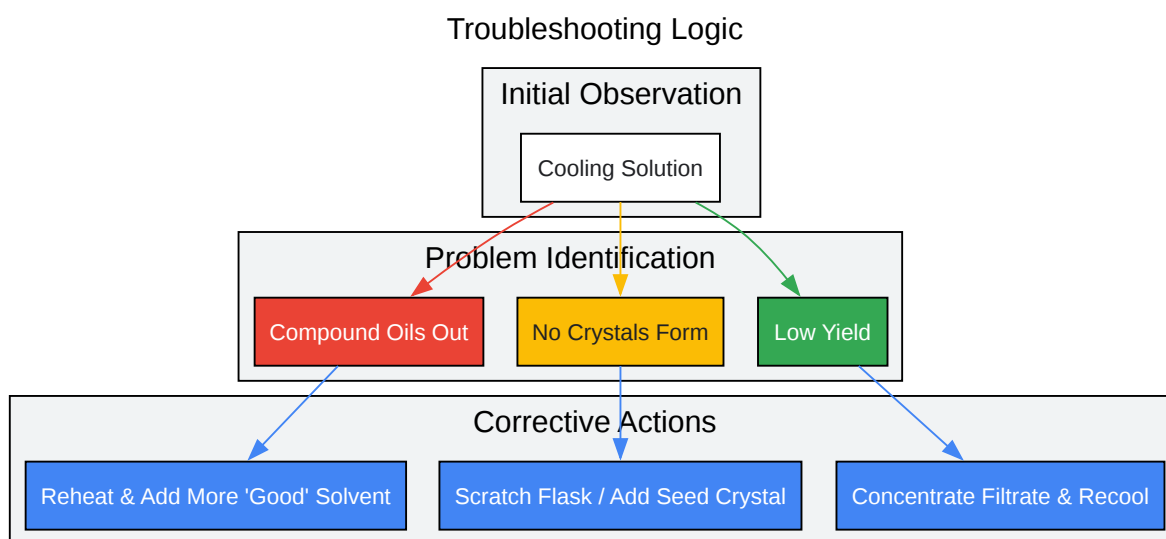 Troubleshooting Logic
Initial Observation
Cooling Solution
Problem Identification
Compound Oils Out
No Crystals Form
Low Yield
Corrective Actions
Reheat & Add More 'Good' Solvent
Scratch Flask / Add Seed Crystal
Concentrate Filtrate & Recool